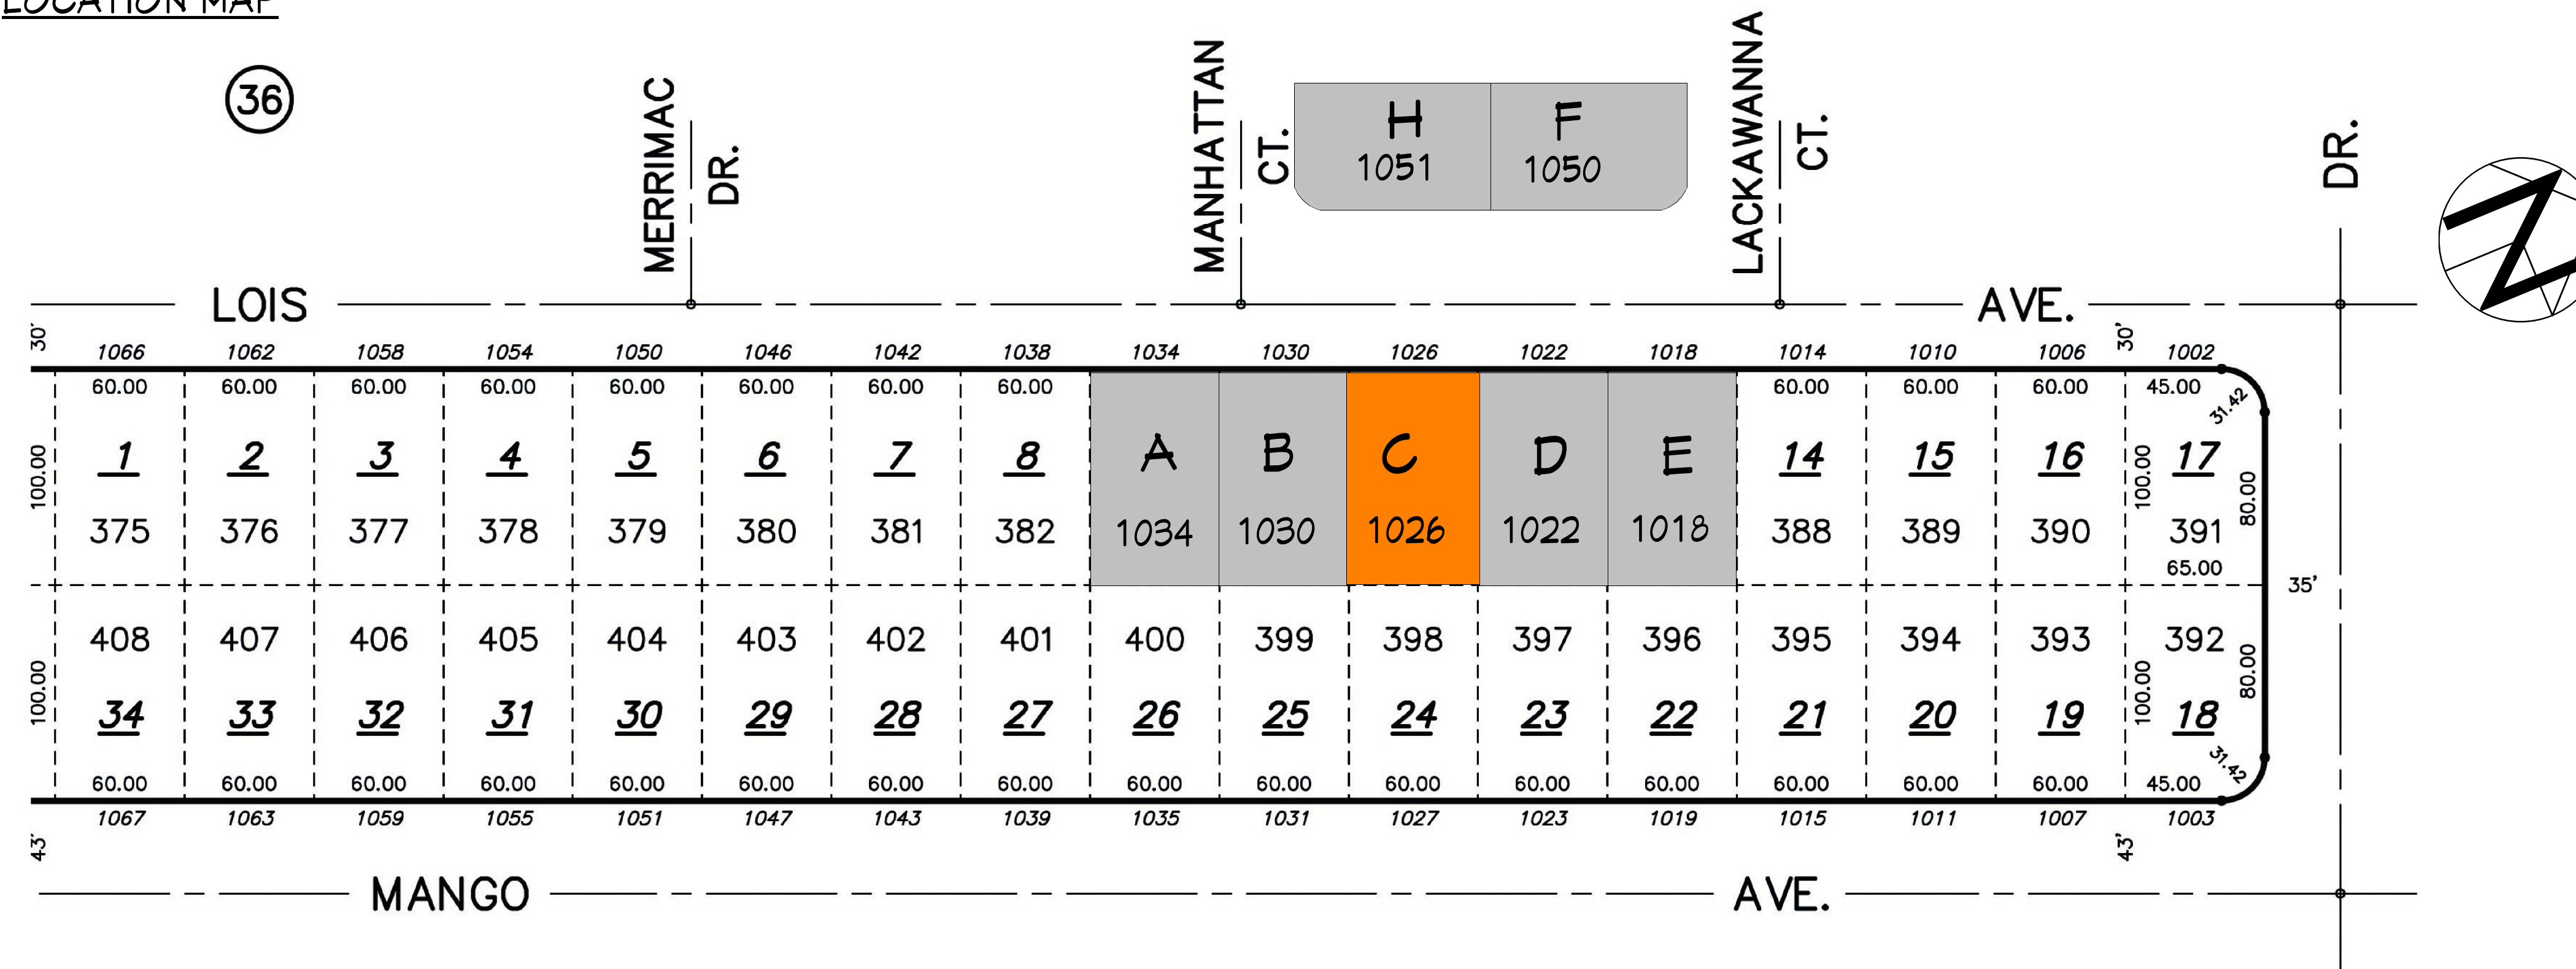 LOCATION MAP
36
MERRIMAC DR.
MANHATTAN CT.
H F
1051 1050
LACKAWANNA CT.
DR.
N
LOIS AVE.
30' 1066 1062 1058 1054 1050 1046 1042 1038 1034 1030 1026 1022 1018 1014 1010 1006 30' 1002
60.00 60.00 60.00 60.00 60.00 60.00 60.00 60.00 60.00 60.00 60.00 45.00
31.42
100.00 1 2 3 4 5 6 7 8 A B C D E 14 15 16 100.00 17 80.00
375 376 377 378 379 380 381 382 1034 1030 1026 1022 1018 388 389 390 391
65.00
35'
408 407 406 405 404 403 402 401 400 399 398 397 396 395 394 393 392
100.00 34 33 32 31 30 29 28 27 26 25 24 23 22 21 20 19 100.00 18 80.00
31.42
60.00 60.00 60.00 60.00 60.00 60.00 60.00 60.00 60.00 60.00 60.00 60.00 60.00 60.00 60.00 60.00 45.00
1067 1063 1059 1055 1051 1047 1043 1039 1035 1031 1027 1023 1019 1015 1011 1007 1003
43' 43'
MANGO AVE.